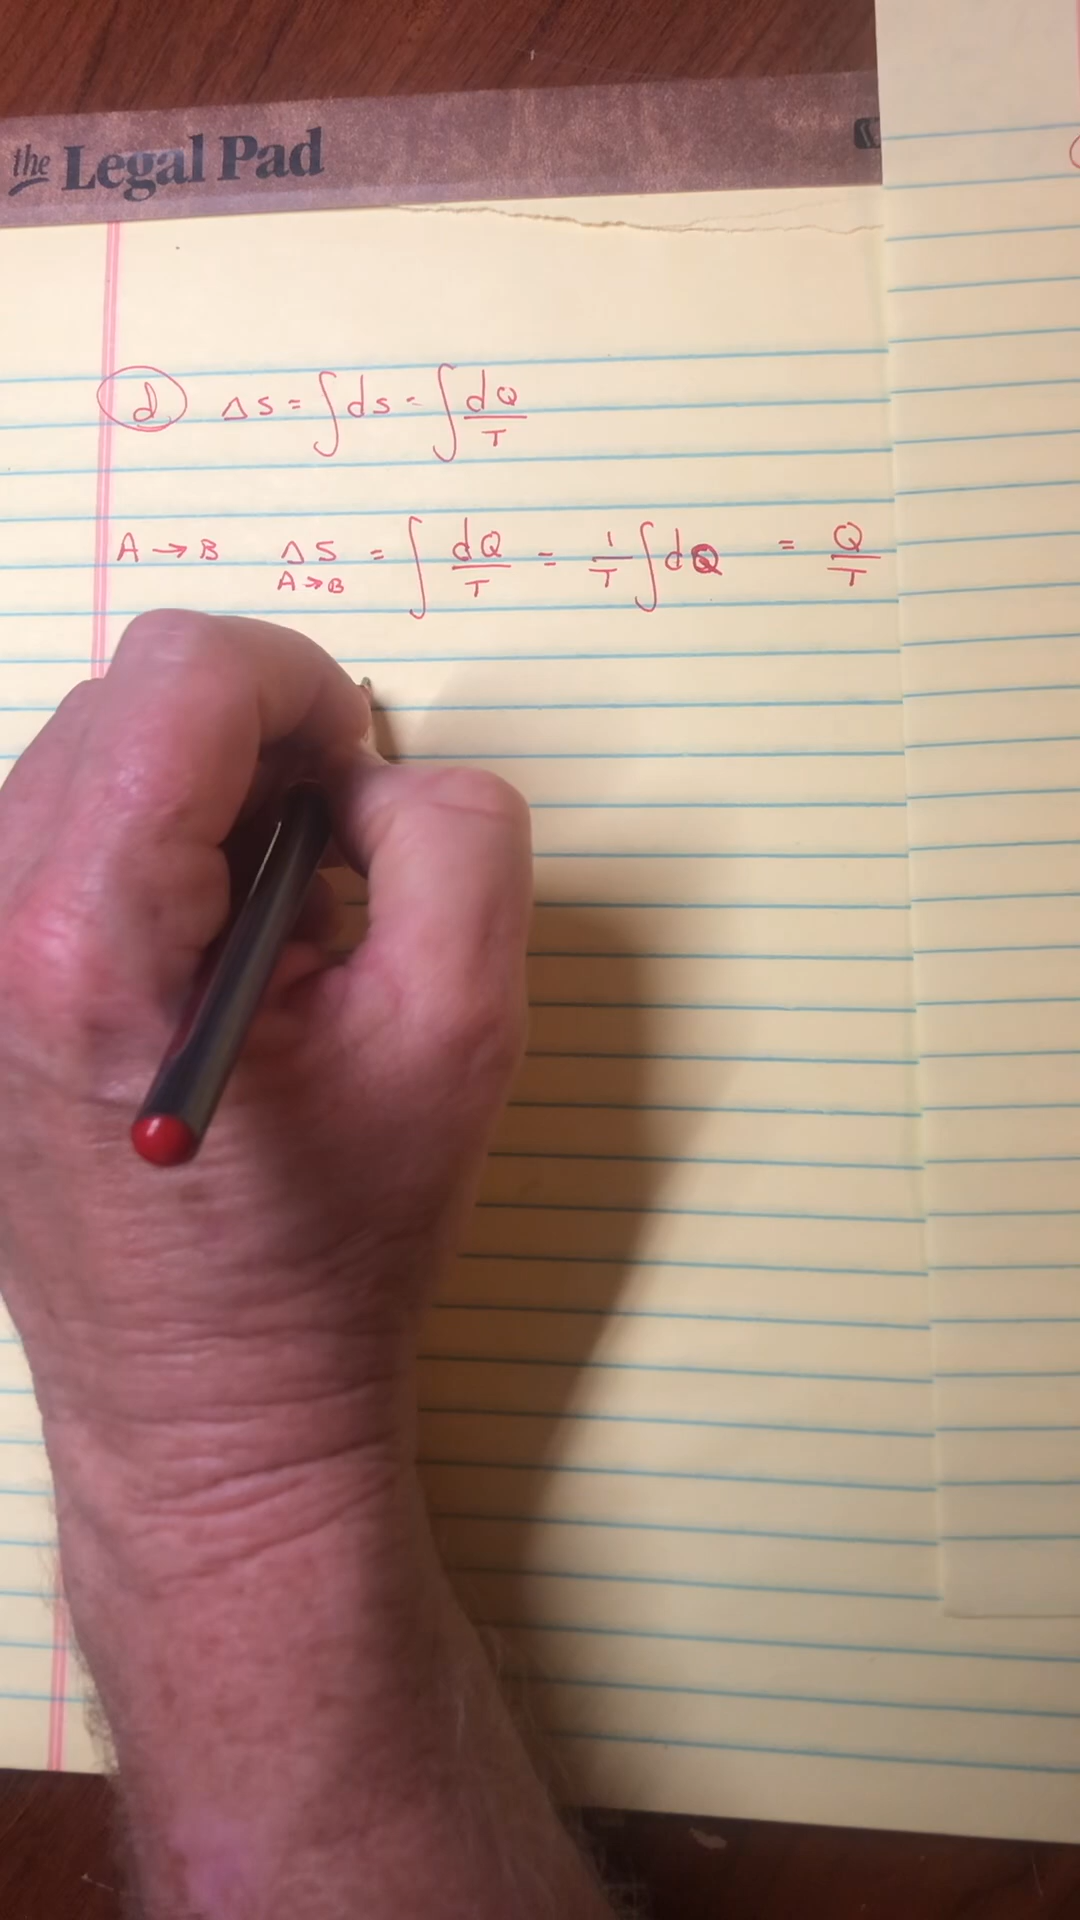 the Legal Pad
d ΔS = ∫ds = ∫dQ/T
A → B ΔS A→B = ∫ dQ/T = 1/T ∫dQ = Q/T